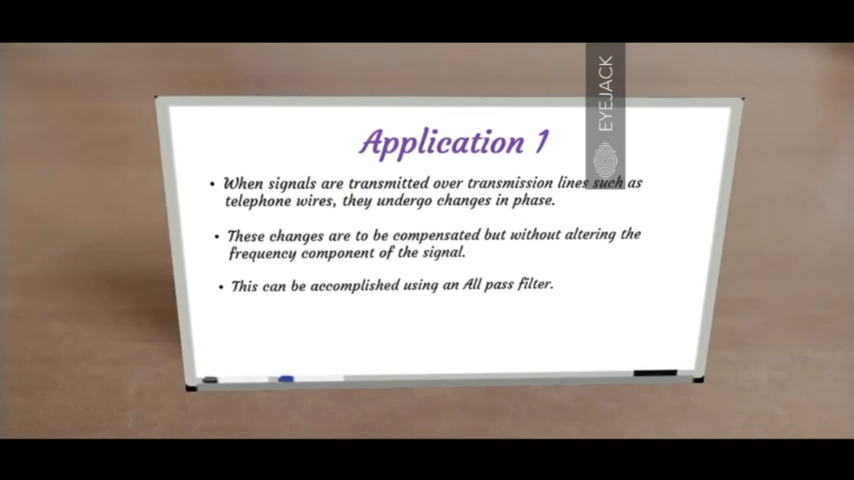 EYEJACK
Application 1
• When signals are transmitted over transmission lines such as
telephone wires, they undergo changes in phase.
• These changes are to be compensated but without altering the
frequency component of the signal.
• This can be accomplished using an All pass filter.